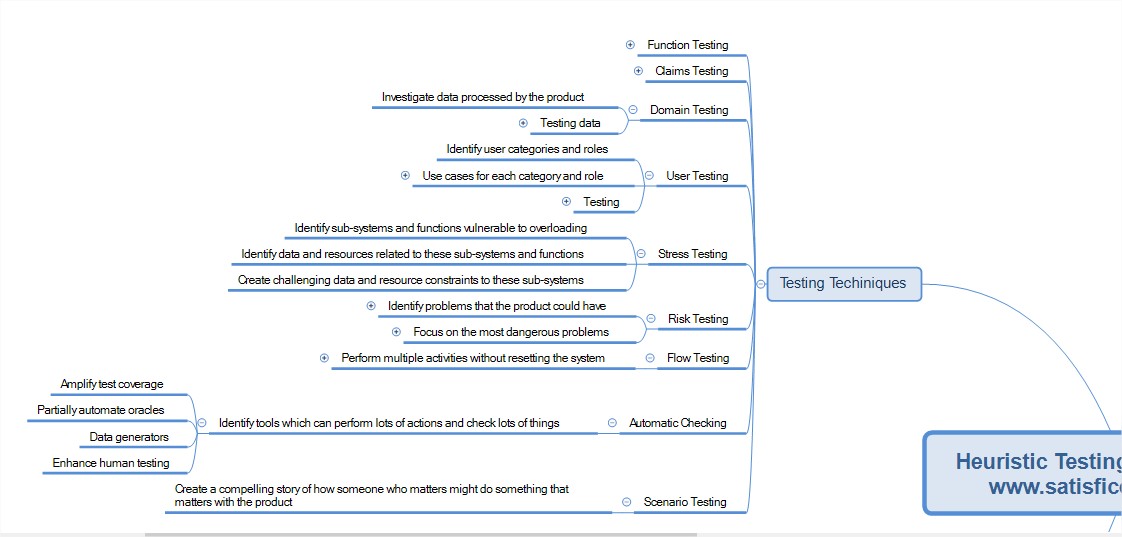 Function Testing
Claims Testing
Investigate data processed by the product
Domain Testing
Testing data
Identify user categories and roles
Use cases for each category and role
User Testing
Testing
Identify sub-systems and functions vulnerable to overloading
Identify data and resources related to these sub-systems and functions
Stress Testing
Create challenging data and resource constraints to these sub-systems
Testing Techiniques
Identify problems that the product could have
Risk Testing
Focus on the most dangerous problems
Perform multiple activities without resetting the system
Flow Testing
Amplify test coverage
Partially automate oracles
Identify tools which can perform lots of actions and check lots of things
Automatic Checking
Data generators
Enhance human testing
Heuristic Testing
www.satisfic
Create a compelling story of how someone who matters might do something that
matters with the product
Scenario Testing